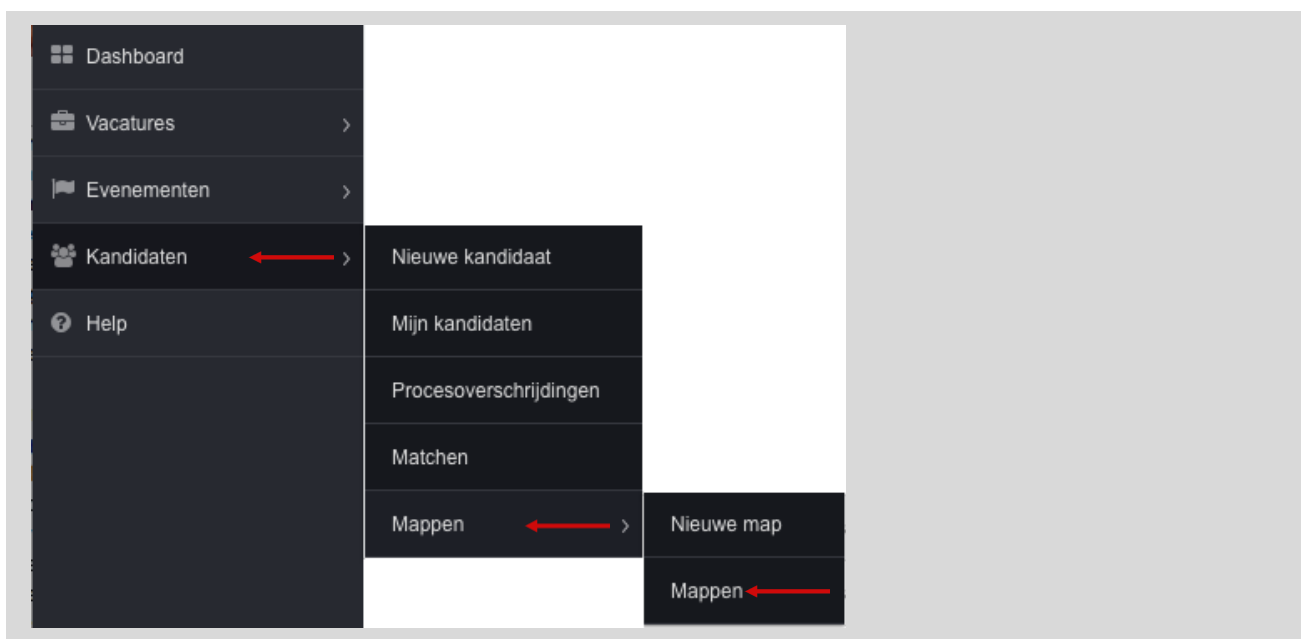 Dashboard
Vacatures
Evenementen
Kandidaten
Help
Nieuwe kandidaat
Mijn kandidaten
Procesoverschrijdingen
Matchen
Mappen
Nieuwe map
Mappen